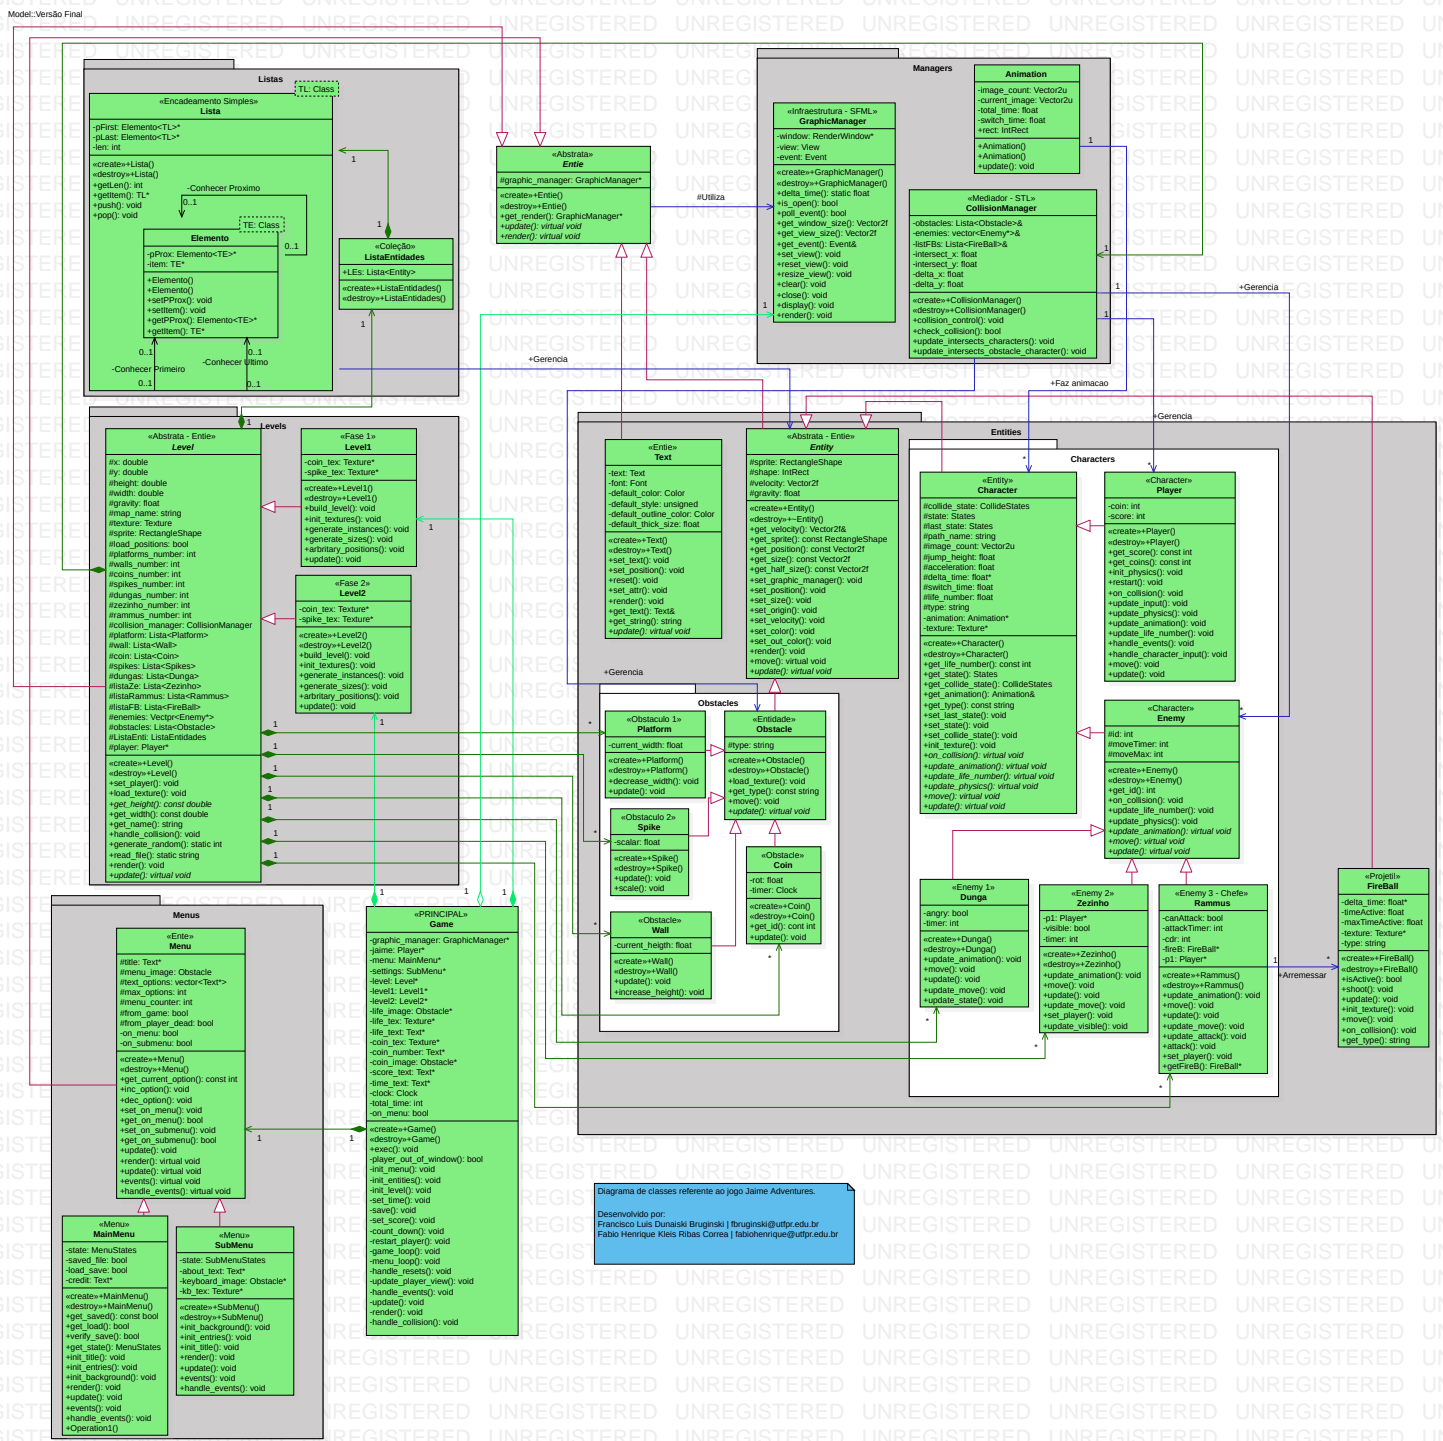 Model::Versão Final
Listas
TL: Class
«Encadeamento Simples»
Lista
-pFirst: Elemento<TL>*
-pLast: Elemento<TL>*
-len: int
«create»+Lista()
«destroy»+Lista()
+getLen(): int
+getItem(): TL*
+push(): void
+pop(): void
-Conhecer Proximo
0..1
0..1
TE: Class
Elemento
-pProx: Elemento<TE>*
-item: TE*
+Elemento()
+Elemento()
+setPProx(): void
+setItem(): void
+getPProx(): Elemento<TE>*
+getItem(): TE*
0..1
0..1
-Conhecer Primeiro
-Conhecer Ultimo
0..1
0..1
1
1
«Coleção»
ListaEntidades
+LEs: Lista<Entity>
«create»+ListaEntidades()
«destroy»+ListaEntidades()
1
«Abstrata»
Entie
#graphic_manager: GraphicManager*
«create»+Entie()
«destroy»+Entie()
+get_render(): GraphicManager*
+update(): virtual void
+render(): virtual void
#Utiliza
+Gerencia
Managers
«Infraestrutura - SFML»
GraphicManager
-window: RenderWindow*
-view: View
-event: Event
«create»+GraphicManager()
«destroy»+GraphicManager()
+delta_time(): static float
+is_open(): bool
+poll_event(): bool
+get_window_size(): Vector2f
+get_view_size(): Vector2f
+get_event(): Event&
+set_view(): void
+reset_view(): void
+resize_view(): void
+clear(): void
+close(): void
+display(): void
+render(): void
1
Animation
-image_count: Vector2u
-current_image: Vector2u
-total_time: float
-switch_time: float
+rect: IntRect
+Animation()
+Animation()
+update(): void
1
«Mediador - STL»
CollisionManager
-obstacles: Lista<Obstacle>&
-enemies: vector<Enemy*>&
-listFBs: Lista<FireBall>&
-intersect_x: float
-intersect_y: float
-delta_x: float
-delta_y: float
«create»+CollisionManager()
«destroy»+CollisionManager()
+collision_control(): void
+check_collision(): bool
+update_intersects_characters(): void
+update_intersects_obstacle_character(): void
1
1
+Gerencia
1
+Faz animacao
+Gerencia
Levels
1
«Abstrata - Entie»
Level
#x: double
#y: double
#height: double
#width: double
#gravity: float
#map_name: string
#texture: Texture
#sprite: RectangleShape
#load_positions: bool
#platforms_number: int
#walls_number: int
#coins_number: int
#spikes_number: int
#dungas_number: int
#zezinho_number: int
#rammus_number: int
#collision_manager: CollisionManager
#platform: Lista<Platform>
#wall: Lista<Wall>
#coin: Lista<Coin>
#spikes: Lista<Spikes>
#dungas: Lista<Dunga>
#listaZe: Lista<Zezinho>
#listaRammus: Lista<Rammus>
#listaFB: Lista<FireBall>
#enemies: Vectpr<Enemy*>
#obstacles: Lista<Obstacle>
#ListaEnti: ListaEntidades
#player: Player*
«create»+Level()
«destroy»+Level()
+set_player(): void
+load_texture(): void
+get_height(): const double
+get_width(): const double
+get_name(): string
+handle_collision(): void
+generate_random(): static int
+read_file(): static string
+render(): void
+update(): virtual void
1
1
1
1
1
1
1
«Fase 1»
Level1
-coin_tex: Texture*
-spike_tex: Texture*
«create»+Level1()
«destroy»+Level1()
+build_level(): void
+init_textures(): void
+generate_instances(): void
+generate_sizes(): void
+arbritary_positions(): void
+update(): void
1
«Fase 2»
Level2
-coin_tex: Texture*
-spike_tex: Texture*
«create»+Level2()
«destroy»+Level2()
+build_level(): void
+init_textures(): void
+generate_instances(): void
+generate_sizes(): void
+arbritary_positions(): void
+update(): void
1
Entities
«Entie»
Text
-text: Text
-font: Font
-default_color: Color
-default_style: unsigned
-default_outline_color: Color
-default_thick_size: float
«create»+Text()
«destroy»+Text()
+set_text(): void
+set_position(): void
+reset(): void
+set_attr(): void
+render(): void
+get_text(): Text&
+get_string(): string
+update(): virtual void
«Abstrata - Entie»
Entity
#sprite: RectangleShape
#shape: IntRect
#velocity: Vector2f
#gravity: float
«create»+Entity()
«destroy»+~Entity()
+get_velocity(): Vector2f&
+get_sprite(): const RectangleShape
+get_position(): const Vector2f
+get_size(): const Vector2f
+get_half_size(): const Vector2f
+set_graphic_manager(): void
+set_position(): void
+set_size(): void
+set_origin(): void
+set_velocity(): void
+set_color(): void
+set_out_color(): void
+render(): void
+move(): virtual void
+update(): virtual void
+Gerencia
Obstacles
*
«Obstaculo 1»
Platform
-current_width: float
«create»+Platform()
«destroy»+Platform()
+decrease_width(): void
+update(): void
«Entidade»
Obstacle
#type: string
«create»+Obstacle()
«destroy»+Obstacle()
+load_texture(): void
+get_type(): const string
+move(): void
+update(): virtual void
*
«Obstaculo 2»
Spike
-scalar: float
«create»+Spike()
«destroy»+Spike()
+update(): void
+scale(): void
«Obstacle»
Coin
-rot: float
-timer: Clock
«create»+Coin()
«destroy»+Coin()
+get_id(): cont int
+update(): void
*
*
«Obstacle»
Wall
-current_heigth: float
«create»+Wall()
«destroy»+Wall()
+update(): void
+increase_height(): void
Characters
*
«Entity»
Character
#collide_state: CollideStates
#state: States
#last_state: States
#path_name: string
#image_count: Vector2u
#jump_height: float
#acceleration: float
#delta_time: float*
#switch_time: float
#life_number: float
#type: string
-animation: Animation*
-texture: Texture*
«create»+Character()
«destroy»+Character()
+get_life_number(): const int
+get_state(): States
+get_collide_state(): CollideStates
+get_animation(): Animation&
+get_type(): const string
+set_last_state(): void
+set_state(): void
+set_collide_state(): void
+init_texture(): void
+on_collision(): virtual void
+update_animation(): virtual void
+update_life_number(): virtual void
+update_physics(): virtual void
+move(): virtual void
+update(): virtual void
*
«Character»
Player
-coin: int
-score: int
«create»+Player()
«destroy»+Player()
+get_score(): const int
+get_coins(): const int
+init_physics(): void
+restart(): void
+on_collision(): void
+update_input(): void
+update_physics(): void
+update_animation(): void
+update_life_number(): void
+handle_events(): void
+handle_character_input(): void
+move(): void
+update(): void
*
«Character»
Enemy
#id: int
#moveTimer: int
#moveMax: int
«create»+Enemy()
«destroy»+Enemy()
+get_id(): int
+on_collision(): void
+update_life_number(): void
+update_physics(): void
+update_animation(): virtual void
+move(): virtual void
+update(): virtual void
«Enemy 1»
Dunga
-angry: bool
-timer: int
«create»+Dunga()
«destroy»+Dunga()
+update_animation(): void
+move(): void
+update(): void
+update_move(): void
+update_state(): void
*
«Enemy 2»
Zezinho
-p1: Player*
-visible: bool
-timer: int
«create»+Zezinho()
«destroy»+Zezinho()
+update_animation(): void
+move(): void
+update(): void
+update_move(): void
+set_player(): void
+update_visible(): void
*
«Enemy 3 - Chefe»
Rammus
-canAttack: bool
-attackTimer: int
-cdr: int
-fireB: FireBall*
-p1: Player*
«create»+Rammus()
«destroy»+Rammus()
+update_animation(): void
+move(): void
+update(): void
+update_move(): void
+update_attack(): void
+attack(): void
+set_player(): void
+getFireB(): FireBall*
*
1
*
+Arremessar
«Projetil»
FireBall
-delta_time: float*
-timeActive: float
-maxTimeActive: float
-texture: Texture*
-type: string
«create»+FireBall()
«destroy»+FireBall()
+isActive(): bool
+shoot(): void
+update(): void
+init_texture(): void
+move(): void
+on_collision(): void
+get_type(): string
Menus
«Ente»
Menu
#title: Text*
#menu_image: Obstacle
#text_options: vector<Text*>
#max_options: int
#menu_counter: int
#from_game: bool
#from_player_dead: bool
-on_menu: bool
-on_submenu: bool
«create»+Menu()
«destroy»+Menu()
+get_current_option(): const int
+inc_option(): void
+dec_option(): void
+set_on_menu(): void
+get_on_menu(): bool
+set_on_submenu(): void
+get_on_submenu(): bool
+update(): void
+render(): virtual void
+update(): virtual void
+events(): virtual void
+handle_events(): virtual void
1
1
«Menu»
MainMenu
-state: MenuStates
-saved_file: bool
-load_save: bool
-credit: Text*
«create»+MainMenu()
«destroy»+MainMenu()
+get_saved(): const bool
+get_load(): bool
+verify_save(): bool
+get_state(): MenuStates
+init_title(): void
+init_entries(): void
+init_background(): void
+render(): void
+update(): void
+events(): void
+handle_events(): void
+Operation1()
«Menu»
SubMenu
-state: SubMenuStates
-about_text: Text*
-keyboard_image: Obstacle*
-kb_tex: Texture*
«create»+SubMenu()
«destroy»+SubMenu()
+init_background(): void
+init_entries(): void
+init_title(): void
+render(): void
+update(): void
+events(): void
+handle_events(): void
1
1
1
«PRINCIPAL»
Game
-graphic_manager: GraphicManager*
-jaime: Player*
-menu: MainMenu*
-settings: SubMenu*
-level: Level*
-level1: Level1*
-level2: Level2*
-life_image: Obstacle*
-life_tex: Texture*
-life_text: Text*
-coin_tex: Texture*
-coin_number: Text*
-coin_image: Obstacle*
-score_text: Text*
-time_text: Text*
-clock: Clock
-total_time: int
-on_menu: bool
«create»+Game()
«destroy»+Game()
+exec(): void
-player_out_of_window(): bool
-init_menu(): void
-init_entities(): void
-init_level(): void
-set_time(): void
-save(): void
-set_score(): void
-count_down(): void
-restart_player(): void
-game_loop(): void
-menu_loop(): void
-handle_resets(): void
-update_player_view(): void
-handle_events(): void
-update(): void
-render(): void
-handle_collision(): void
Diagrama de classes referente ao jogo Jaime Adventures.
Desenvolvido por:
Francisco Luis Dunaiski Bruginski | fbruginski@utfpr.edu.br
Fabio Henrique Kleis Ribas Correa | fabiohenrique@utfpr.edu.br
UNREGISTERED